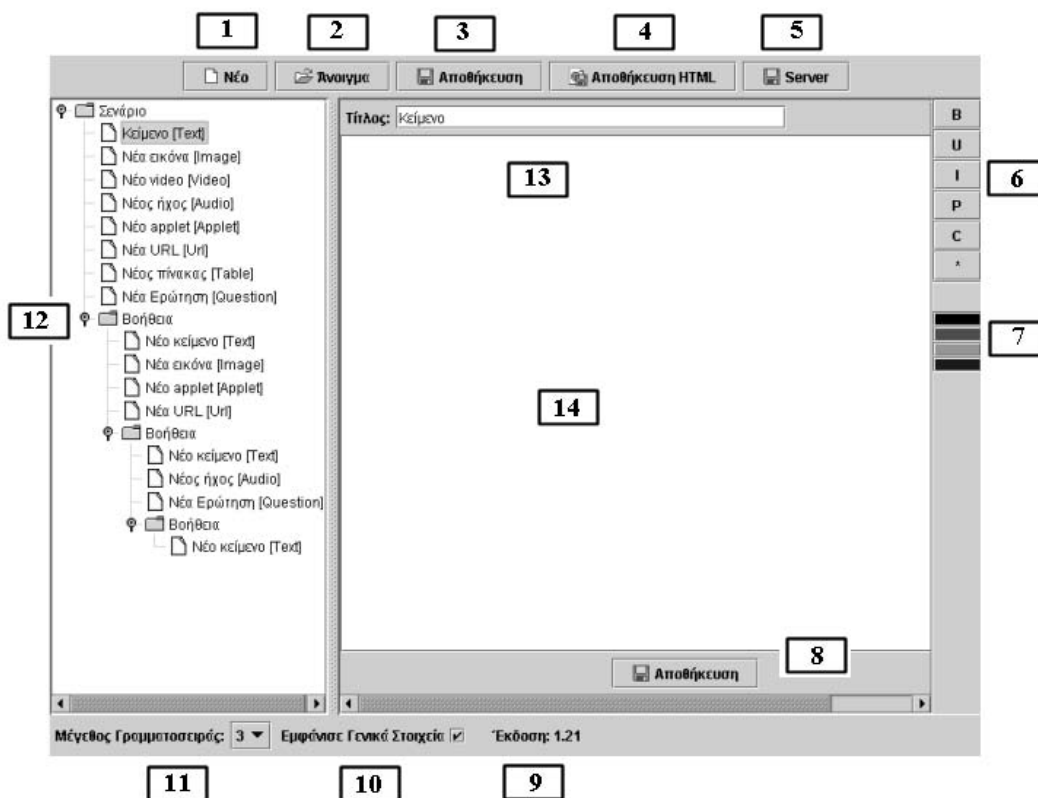 1 2 3 4 5
Νέο Άνοιγμα Αποθήκευση Αποθήκευση HTML Server
Σενάριο
Κείμενο [Text]
Νέα εικόνα [Image]
Νέο video [Video]
Νέος ήχος [Audio]
Νέο applet [Applet]
Νέα URL [Url]
Νέος πίνακας [Table]
Νέα Ερώτηση [Question]
12
Βοήθεια
Νέο κείμενο [Text]
Νέα εικόνα [Image]
Νέο applet [Applet]
Νέα URL [Url]
Βοήθεια
Νέο κείμενο [Text]
Νέος ήχος [Audio]
Νέα Ερώτηση [Question]
Βοήθεια
Νέο κείμενο [Text]
Τίτλος: Κείμενο
13
14
B
U
I
P
C
*
6
7
8
Αποθήκευση
Μέγεθος Γραμματοσειράς: 3 Εμφάνισε Γενικά Στοιχεία Έκδοση: 1.21
11 10 9